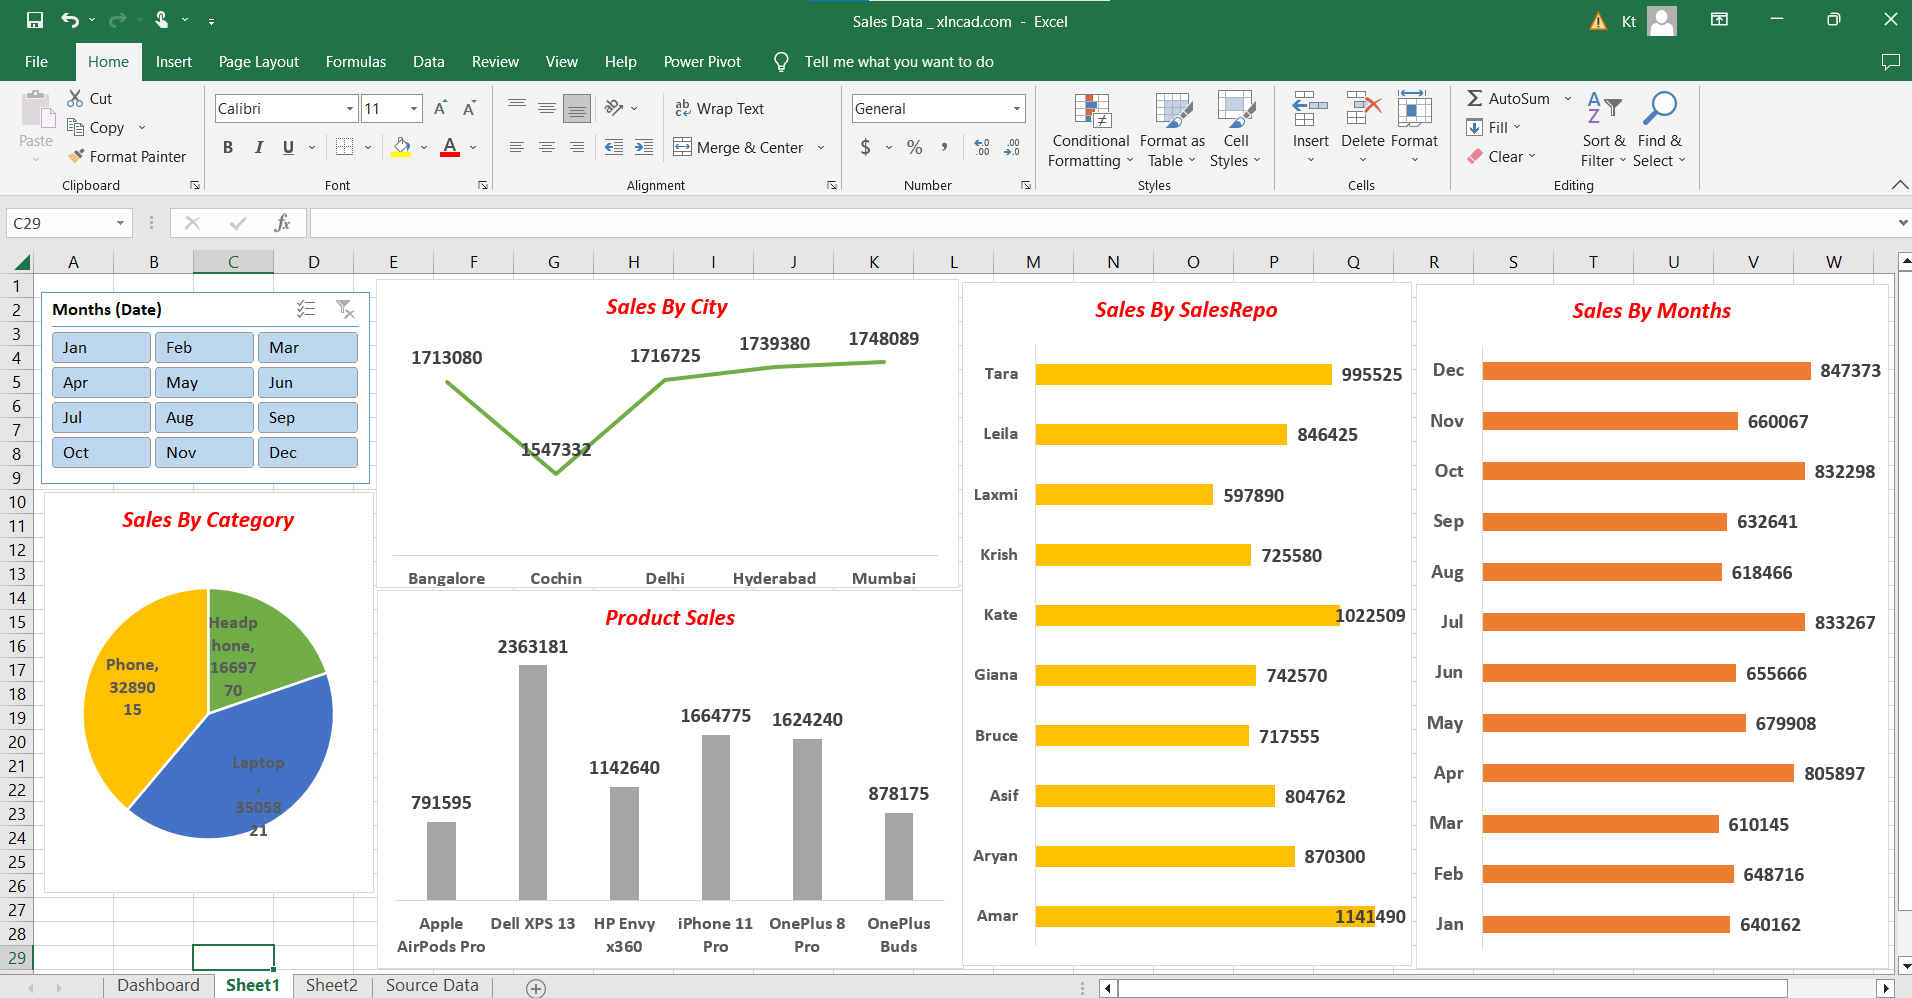 Sales Data _ xlncad.com - Excel
Kt
File Home Insert Page Layout Formulas Data Review View Help Power Pivot Tell me what you want to do
Paste
Cut
Copy
Format Painter
Clipboard
Calibri 11
B I U A
Font
Wrap Text
Merge & Center
Alignment
General
$ % ,
Number
Conditional Formatting
Format as Table
Cell Styles
Styles
Insert Delete Format
Cells
AutoSum
Fill
Clear
Sort & Filter
Find & Select
Editing
C29 fx
A B C D E F G H I J K L M N O P Q R S T U V W
1
2
3
4
5
6
7
8
9
10
11
12
13
14
15
16
17
18
19
20
21
22
23
24
25
26
27
28
29
Months (Date)
Jan Feb Mar
Apr May Jun
Jul Aug Sep
Oct Nov Dec
Sales By Category
Headp
hone,
16697
70
Phone,
32890
15
Laptop
,
35058
21
Sales By City
1713080 1547332 1716725 1739380 1748089
Bangalore Cochin Delhi Hyderabad Mumbai
Product Sales
791595 2363181 1142640 1664775 1624240 878175
Apple Dell XPS 13 HP Envy iPhone 11 OnePlus 8 OnePlus
AirPods Pro x360 Pro Pro Buds
Sales By SalesRepo
Tara 995525
Leila 846425
Laxmi 597890
Krish 725580
Kate 1022509
Giana 742570
Bruce 717555
Asif 804762
Aryan 870300
Amar 1141490
Sales By Months
Dec 847373
Nov 660067
Oct 832298
Sep 632641
Aug 618466
Jul 833267
Jun 655666
May 679908
Apr 805897
Mar 610145
Feb 648716
Jan 640162
Dashboard Sheet1 Sheet2 Source Data